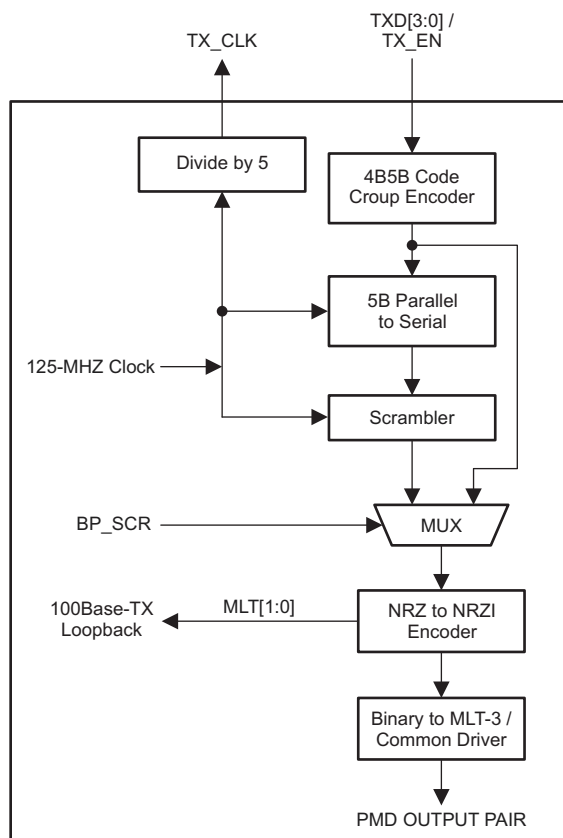 TX_CLK
TXD[3:0] /
TX_EN
Divide by 5
4B5B Code
Croup Encoder
5B Parallel
to Serial
125-MHZ Clock
Scrambler
BP_SCR
MUX
100Base-TX
Loopback
MLT[1:0]
NRZ to NRZI
Encoder
Binary to MLT-3 /
Common Driver
PMD OUTPUT PAIR